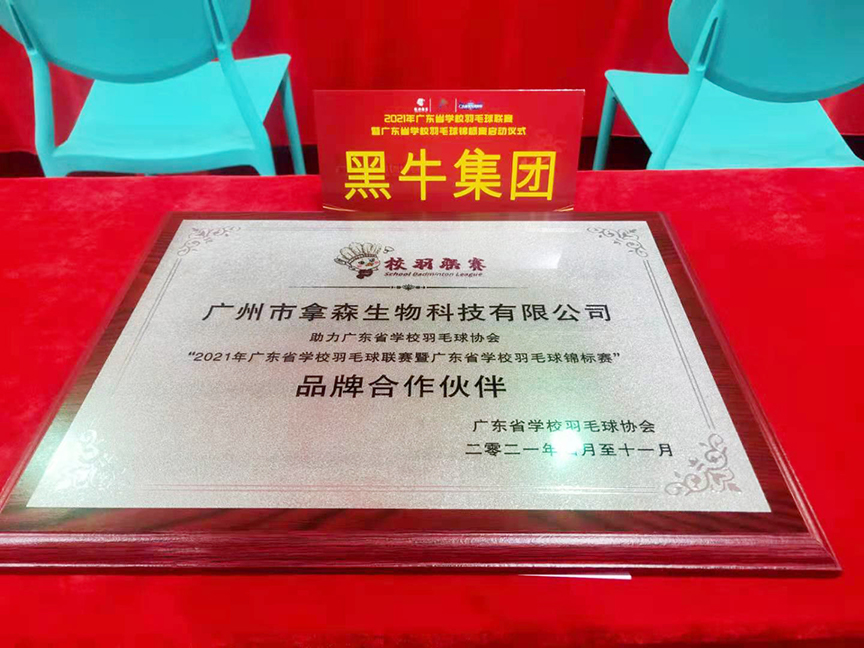 2021年广东省学校羽毛球联赛
暨广东省学校羽毛球锦标赛启动仪式
黑牛集团
校羽联赛
School Badminton League
广州市拿森生物科技有限公司
助力广东省学校羽毛球协会
“2021年广东省学校羽毛球联赛暨广东省学校羽毛球锦标赛”
品牌合作伙伴
广东省学校羽毛球协会
二零二一年 月至十一月